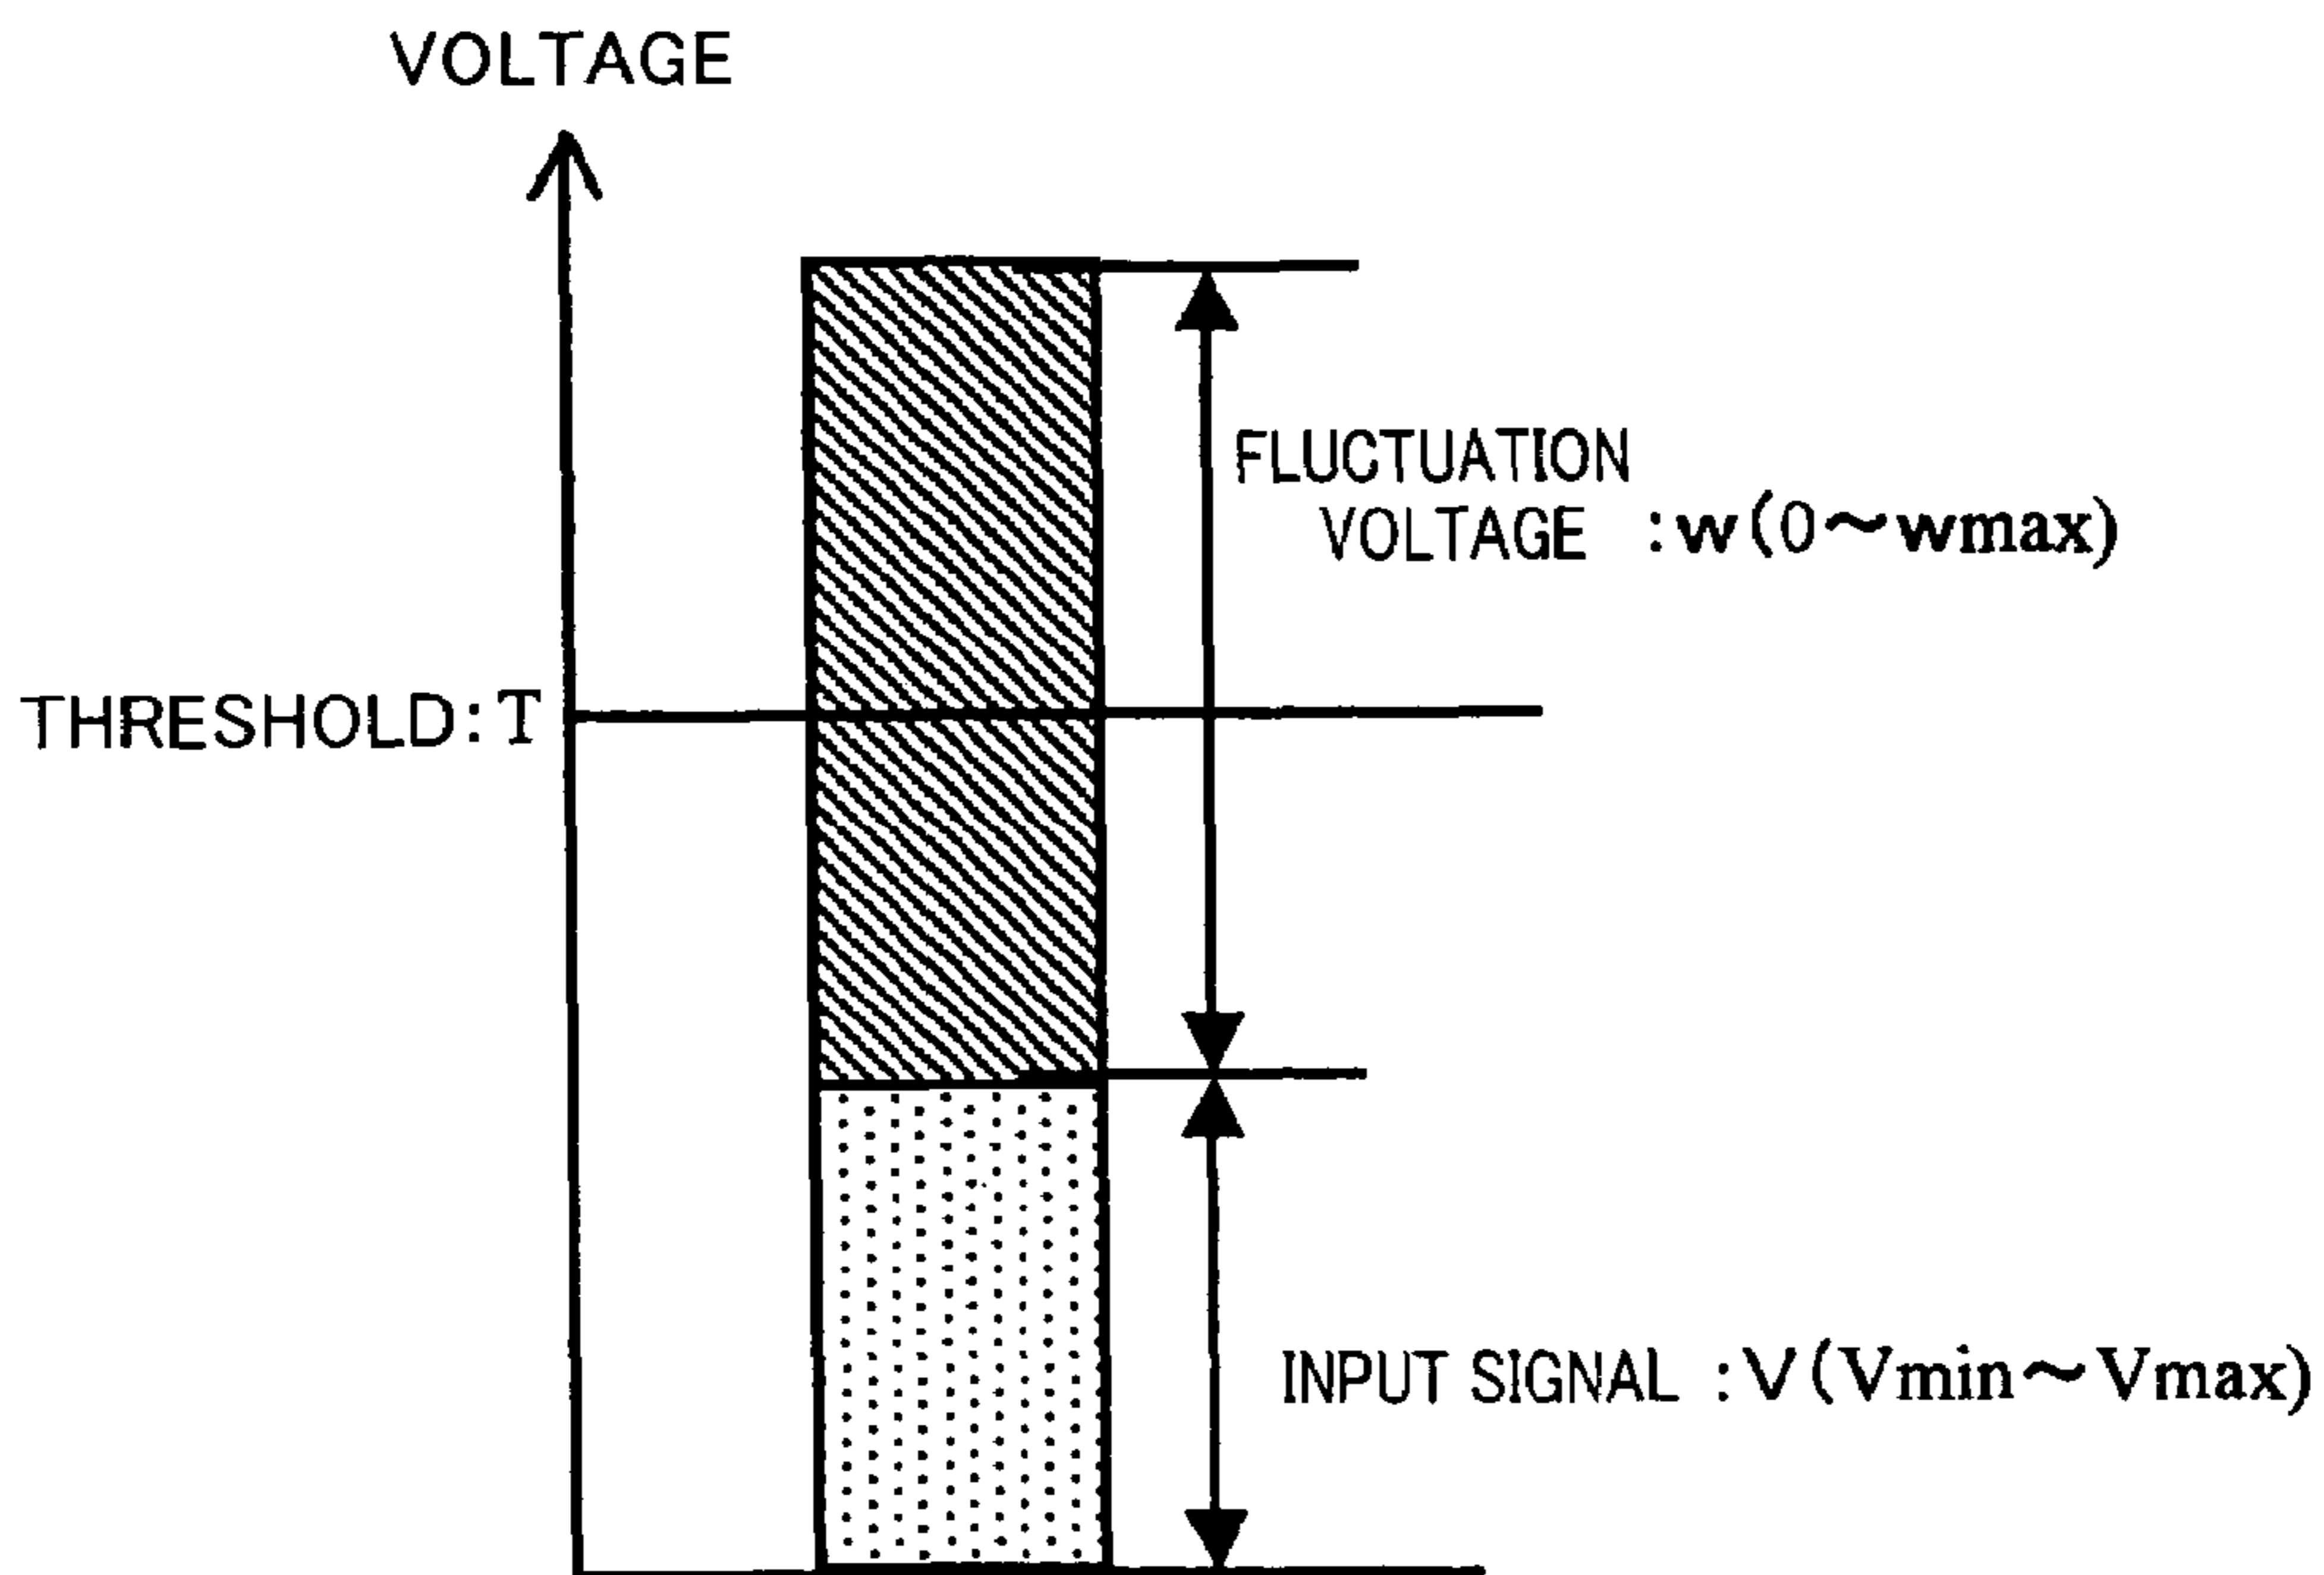 VOLTAGE
FLUCTUATION
VOLTAGE :w(0～wmax)
THRESHOLD:T
INPUT SIGNAL :V(Vmin～Vmax)